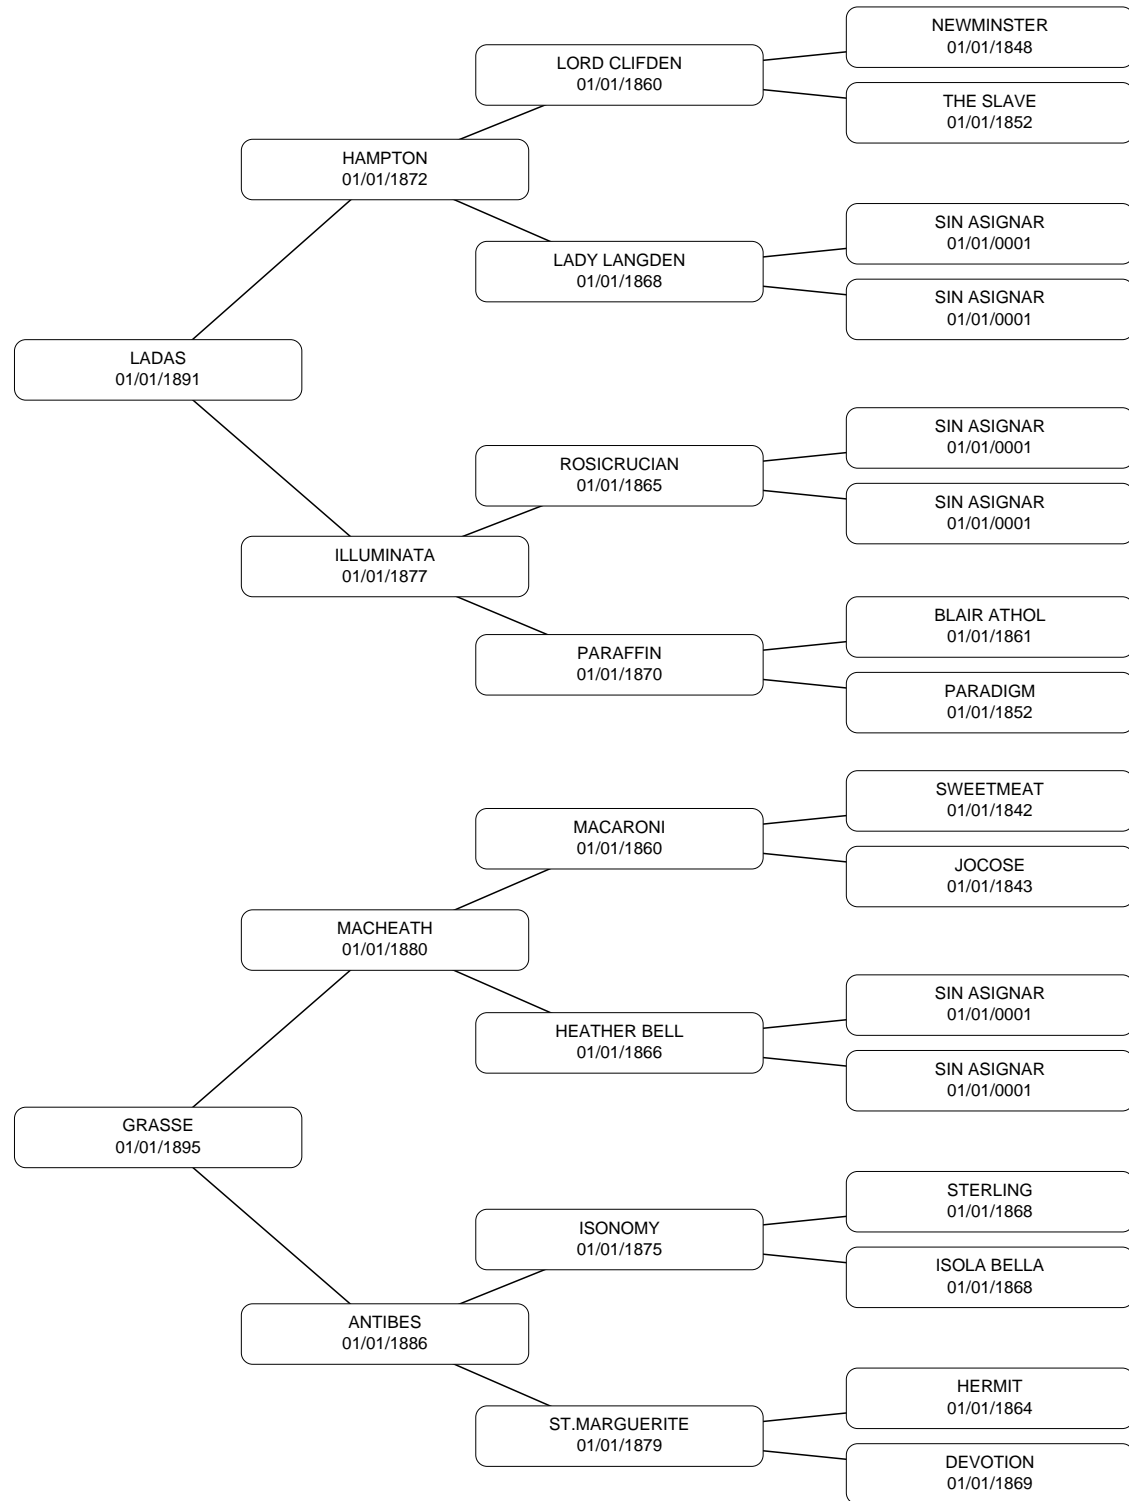 NEWMINSTER
01/01/1848
LORD CLIFDEN
01/01/1860
THE SLAVE
01/01/1852
HAMPTON
01/01/1872
SIN ASIGNAR
01/01/0001
LADY LANGDEN
01/01/1868
SIN ASIGNAR
01/01/0001
LADAS
01/01/1891
SIN ASIGNAR
01/01/0001
ROSICRUCIAN
01/01/1865
SIN ASIGNAR
01/01/0001
ILLUMINATA
01/01/1877
BLAIR ATHOL
01/01/1861
PARAFFIN
01/01/1870
PARADIGM
01/01/1852
SWEETMEAT
01/01/1842
MACARONI
01/01/1860
JOCOSE
01/01/1843
MACHEATH
01/01/1880
SIN ASIGNAR
01/01/0001
HEATHER BELL
01/01/1866
SIN ASIGNAR
01/01/0001
GRASSE
01/01/1895
STERLING
01/01/1868
ISONOMY
01/01/1875
ISOLA BELLA
01/01/1868
ANTIBES
01/01/1886
HERMIT
01/01/1864
ST.MARGUERITE
01/01/1879
DEVOTION
01/01/1869